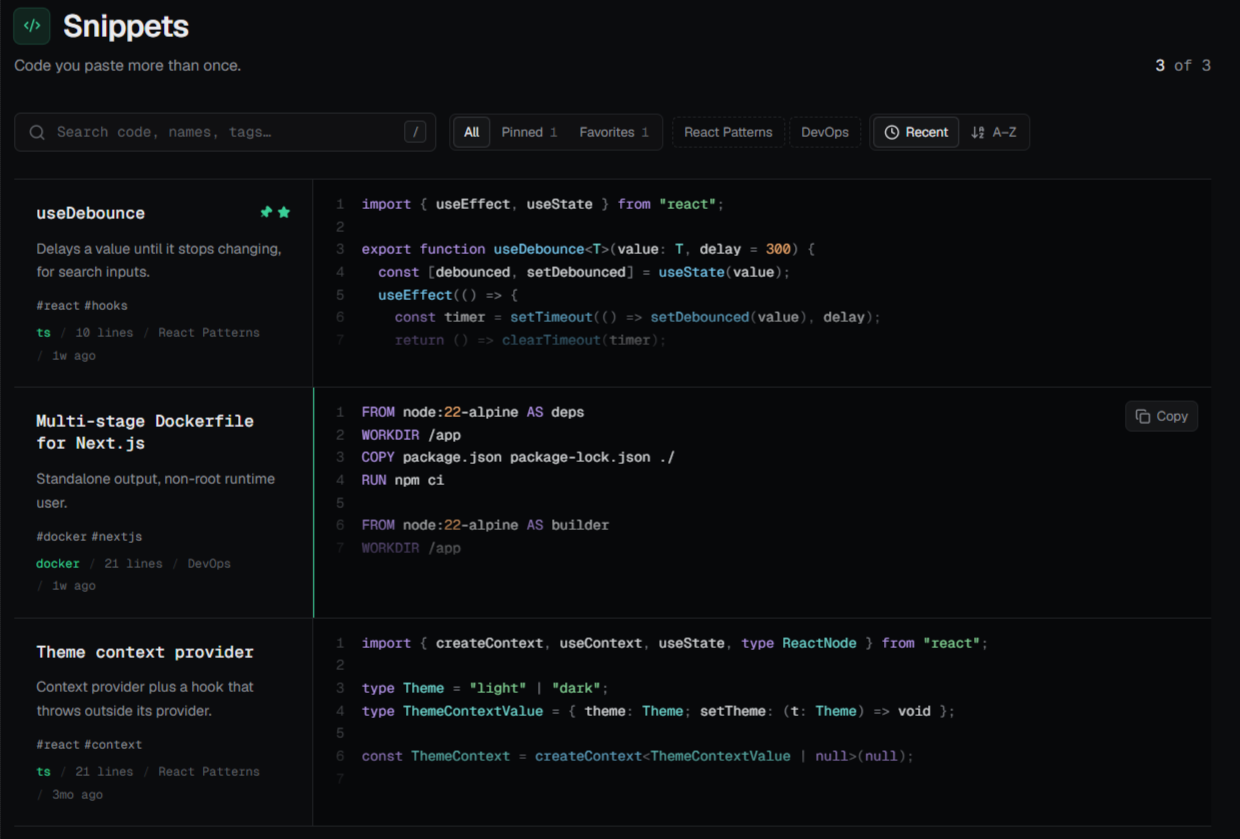 </> Snippets
Code you paste more than once.
3 of 3
Search code, names, tags… /
All Pinned 1 Favorites 1 React Patterns DevOps Recent A–Z
useDebounce
Delays a value until it stops changing,
for search inputs.
#react #hooks
ts / 10 lines / React Patterns
/ 1w ago
1 import { useEffect, useState } from "react";
2
3 export function useDebounce<T>(value: T, delay = 300) {
4 const [debounced, setDebounced] = useState(value);
5 useEffect(() => {
6 const timer = setTimeout(() => setDebounced(value), delay);
7 return () => clearTimeout(timer);
Multi-stage Dockerfile
for Next.js
Standalone output, non-root runtime
user.
#docker #nextjs
docker / 21 lines / DevOps
/ 1w ago
1 FROM node:22-alpine AS deps
2 WORKDIR /app
3 COPY package.json package-lock.json ./
4 RUN npm ci
5
6 FROM node:22-alpine AS builder
7 WORKDIR /app
Copy
Theme context provider
Context provider plus a hook that
throws outside its provider.
#react #context
ts / 21 lines / React Patterns
/ 3mo ago
1 import { createContext, useContext, useState, type ReactNode } from "react";
2
3 type Theme = "light" | "dark";
4 type ThemeContextValue = { theme: Theme; setTheme: (t: Theme) => void };
5
6 const ThemeContext = createContext<ThemeContextValue | null>(null);
7